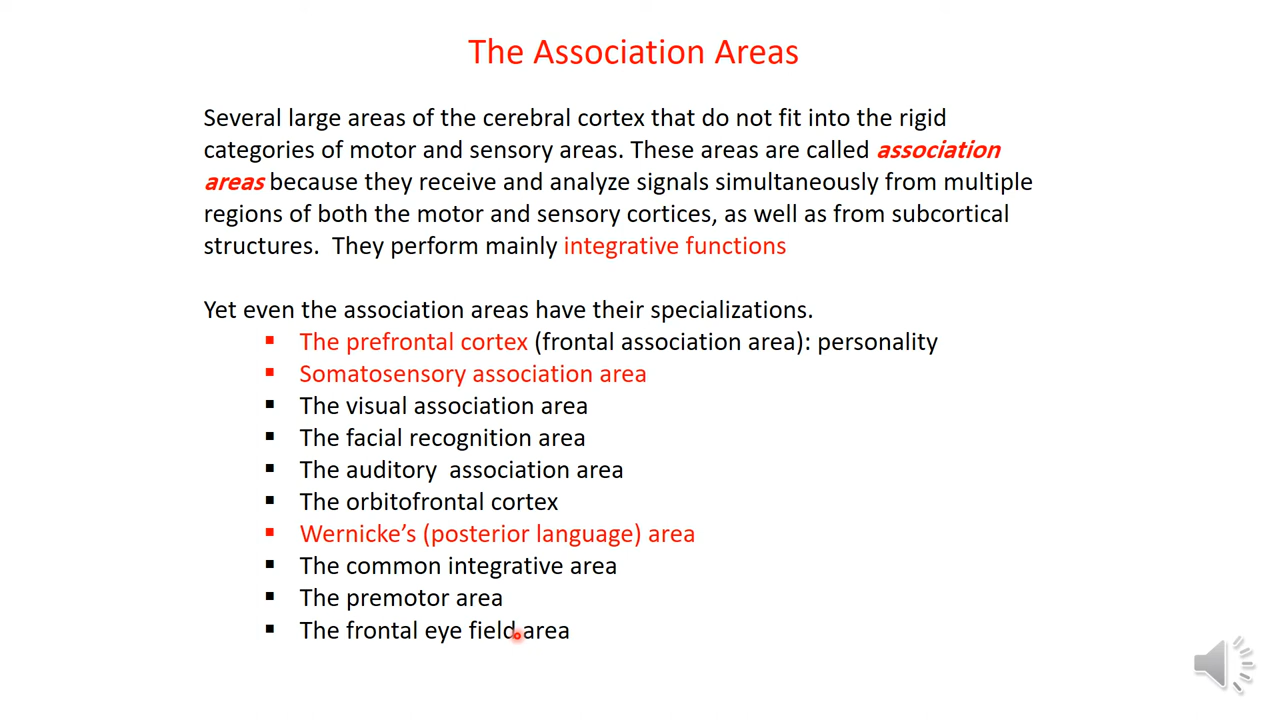 The Association Areas
Several large areas of the cerebral cortex that do not fit into the rigid
categories of motor and sensory areas. These areas are called association
areas because they receive and analyze signals simultaneously from multiple
regions of both the motor and sensory cortices, as well as from subcortical
structures.  They perform mainly integrative functions
Yet even the association areas have their specializations.
▪ The prefrontal cortex (frontal association area): personality
▪ Somatosensory association area
▪ The visual association area
▪ The facial recognition area
▪ The auditory  association area
▪ The orbitofrontal cortex
▪ Wernicke’s (posterior language) area
▪ The common integrative area
▪ The premotor area
▪ The frontal eye field area